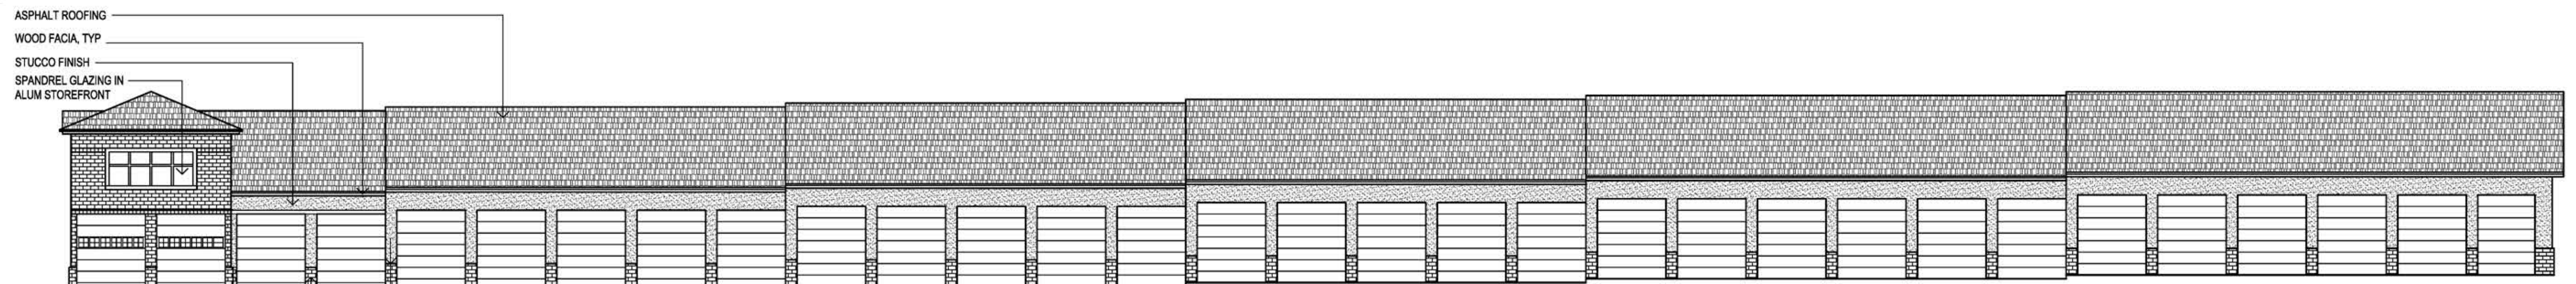 ASPHALT ROOFING
WOOD FACIA, TYP
STUCCO FINISH
SPANDREL GLAZING IN
ALUM STOREFRONT